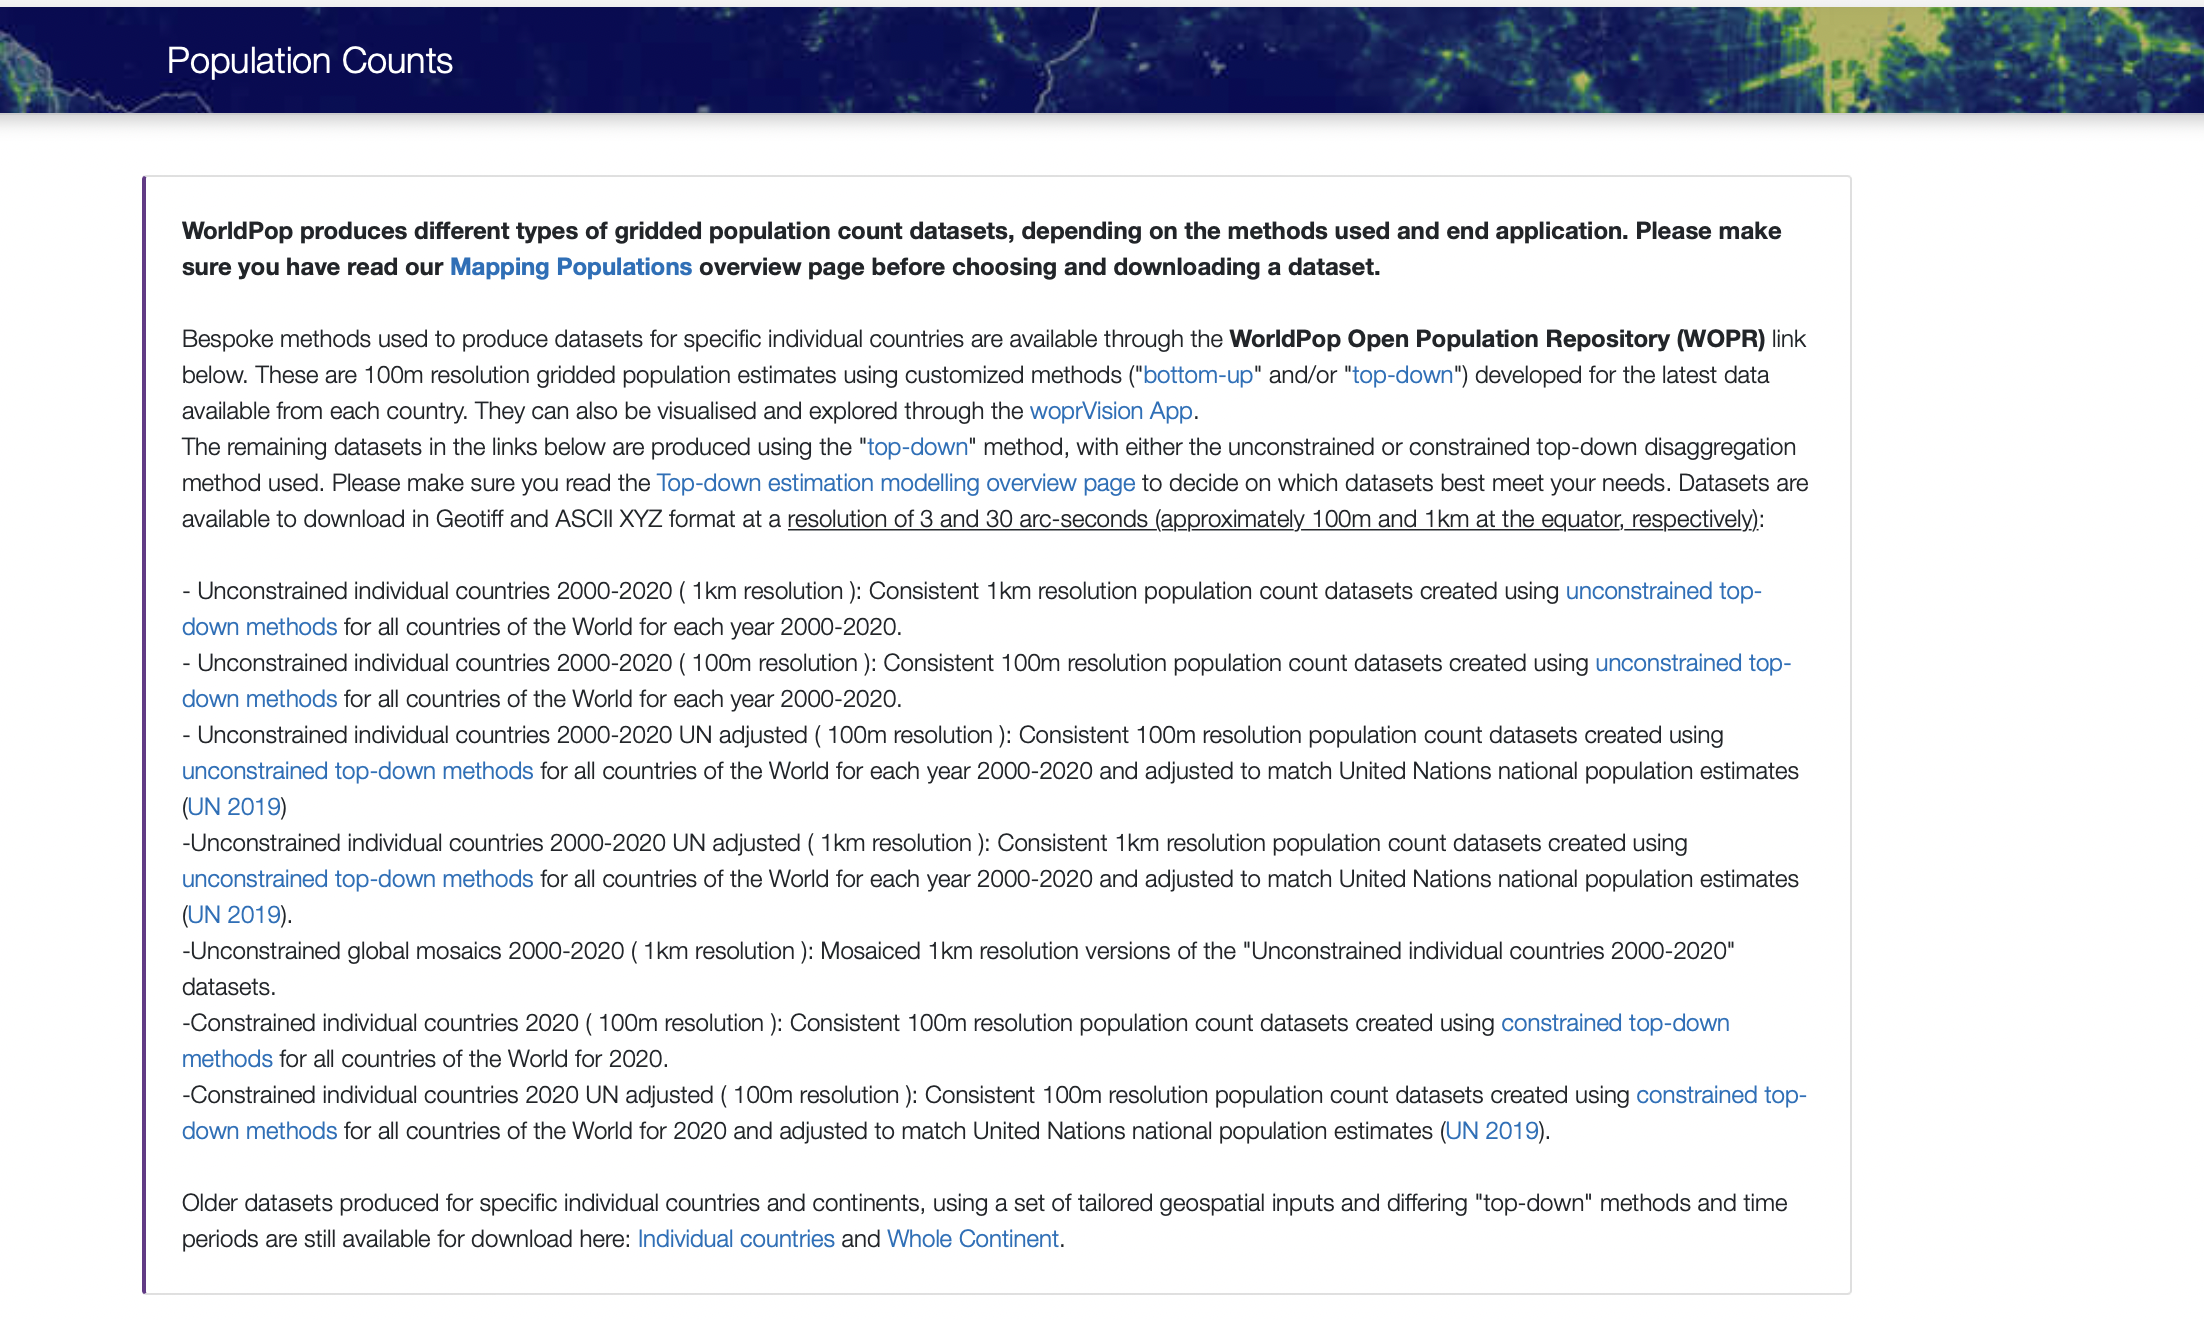 Population Counts
WorldPop produces different types of gridded population count datasets, depending on the methods used and end application. Please make
sure you have read our Mapping Populations overview page before choosing and downloading a dataset.
Bespoke methods used to produce datasets for specific individual countries are available through the WorldPop Open Population Repository (WOPR) link
below. These are 100m resolution gridded population estimates using customized methods ("bottom-up" and/or "top-down") developed for the latest data
available from each country. They can also be visualised and explored through the woprVision App.
The remaining datasets in the links below are produced using the "top-down" method, with either the unconstrained or constrained top-down disaggregation
method used. Please make sure you read the Top-down estimation modelling overview page to decide on which datasets best meet your needs. Datasets are
available to download in Geotiff and ASCII XYZ format at a resolution of 3 and 30 arc-seconds (approximately 100m and 1km at the equator, respectively):
- Unconstrained individual countries 2000-2020 ( 1km resolution ): Consistent 1km resolution population count datasets created using unconstrained top-
down methods for all countries of the World for each year 2000-2020.
- Unconstrained individual countries 2000-2020 ( 100m resolution ): Consistent 100m resolution population count datasets created using unconstrained top-
down methods for all countries of the World for each year 2000-2020.
- Unconstrained individual countries 2000-2020 UN adjusted ( 100m resolution ): Consistent 100m resolution population count datasets created using
unconstrained top-down methods for all countries of the World for each year 2000-2020 and adjusted to match United Nations national population estimates
(UN 2019)
-Unconstrained individual countries 2000-2020 UN adjusted ( 1km resolution ): Consistent 1km resolution population count datasets created using
unconstrained top-down methods for all countries of the World for each year 2000-2020 and adjusted to match United Nations national population estimates
(UN 2019).
-Unconstrained global mosaics 2000-2020 ( 1km resolution ): Mosaiced 1km resolution versions of the "Unconstrained individual countries 2000-2020"
datasets.
-Constrained individual countries 2020 ( 100m resolution ): Consistent 100m resolution population count datasets created using constrained top-down
methods for all countries of the World for 2020.
-Constrained individual countries 2020 UN adjusted ( 100m resolution ): Consistent 100m resolution population count datasets created using constrained top-
down methods for all countries of the World for 2020 and adjusted to match United Nations national population estimates (UN 2019).
Older datasets produced for specific individual countries and continents, using a set of tailored geospatial inputs and differing "top-down" methods and time
periods are still available for download here: Individual countries and Whole Continent.